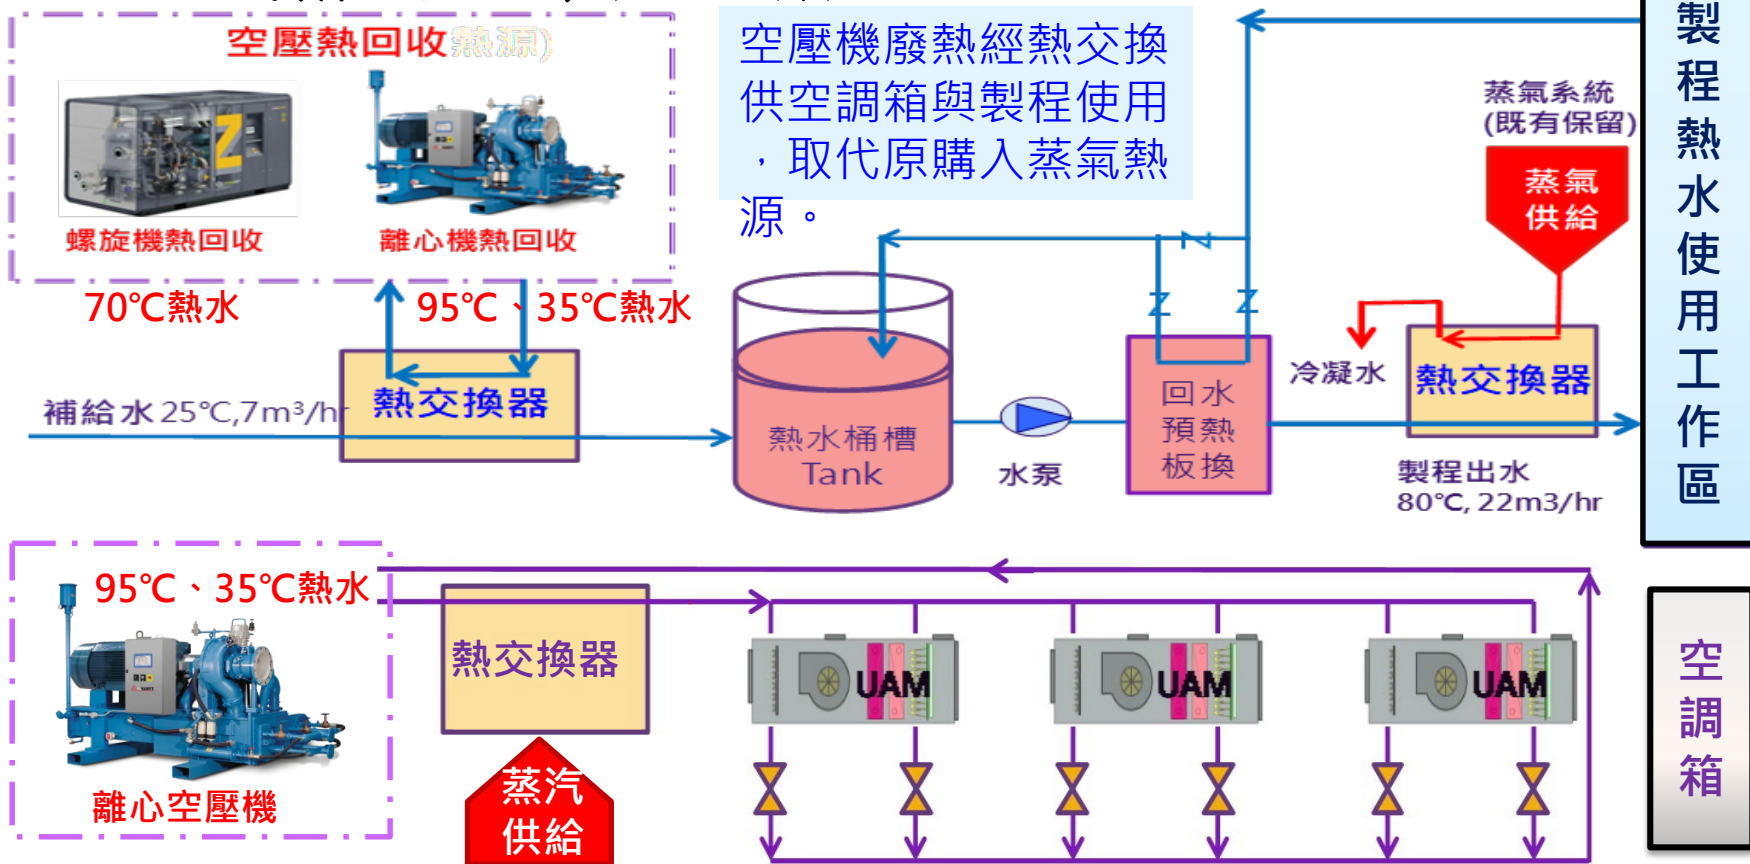 空壓熱回收熱源)
螺旋機熱回收
離心機熱回收
空壓機廢熱經熱交換
供空調箱與製程使用
，取代原購入蒸氣熱
源。
蒸氣系統
(既有保留)
蒸氣
供給
製程熱水使用工作區
70℃熱水
95℃、35℃熱水
熱交換器
補給水 25℃,7m³/hr
熱水桶槽
Tank
水泵
回水
預熱
板換
冷凝水
熱交換器
製程出水
80℃, 22m3/hr
95℃、35℃熱水
離心空壓機
熱交換器
蒸汽
供給
UAM
UAM
UAM
空調箱